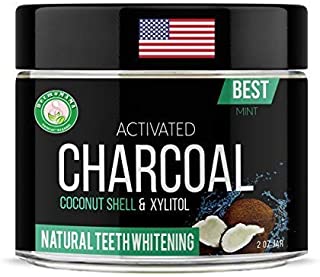 BEST
MINT
ACTIVATED
CHARCOAL
COCONUT SHELL & XYLITOL
NATURAL TEETH WHITENING
2 OZ JAR